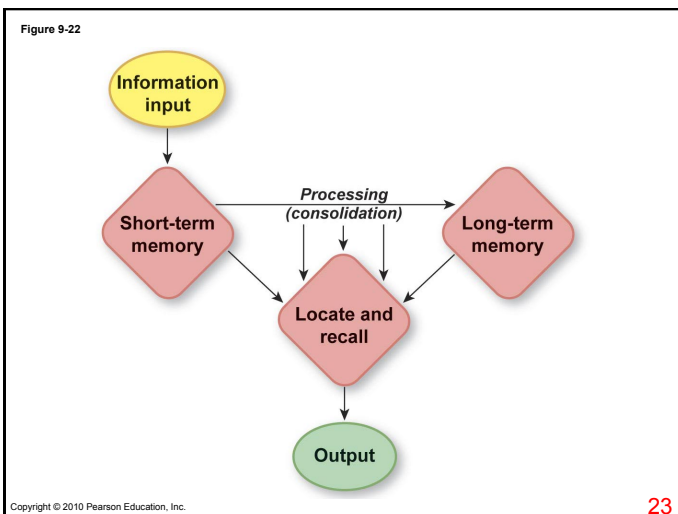 Figure 9-22
Information
input
Processing
(consolidation)
Short-term
memory
Long-term
memory
Locate and
recall
Output
Copyright © 2010 Pearson Education, Inc.
23